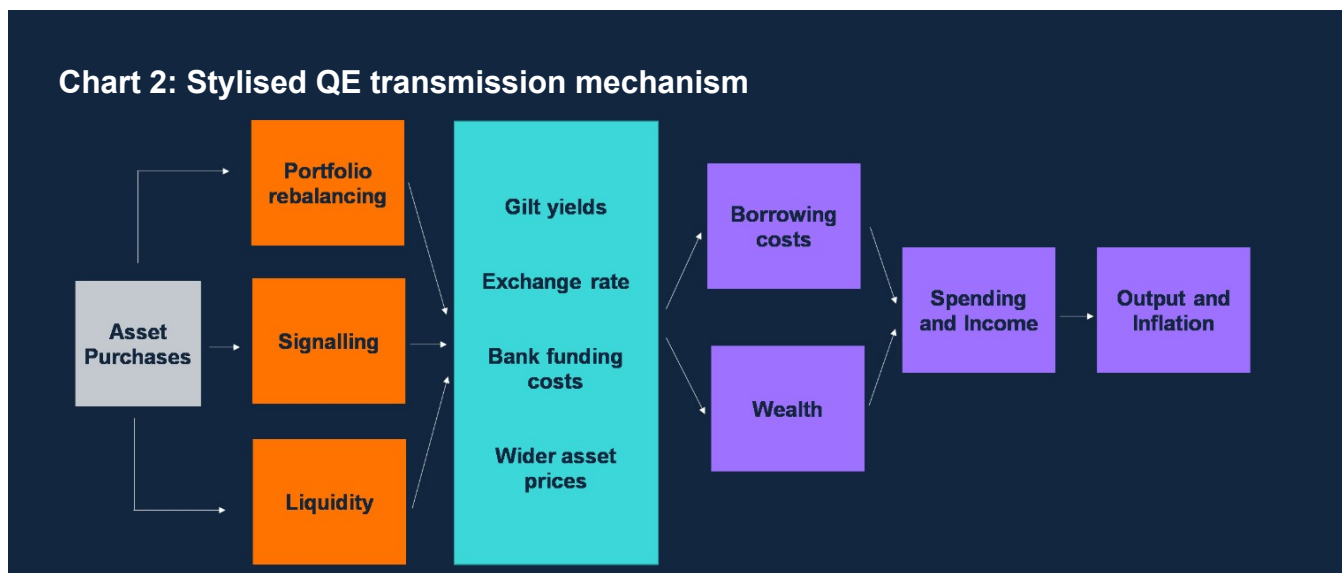 Chart 2: Stylised QE transmission mechanism
Asset
Purchases
Portfolio
rebalancing
Signalling
Liquidity
Gilt yields
Exchange rate
Bank funding
costs
Wider asset
prices
Borrowing
costs
Wealth
Spending
and Income
Output and
Inflation